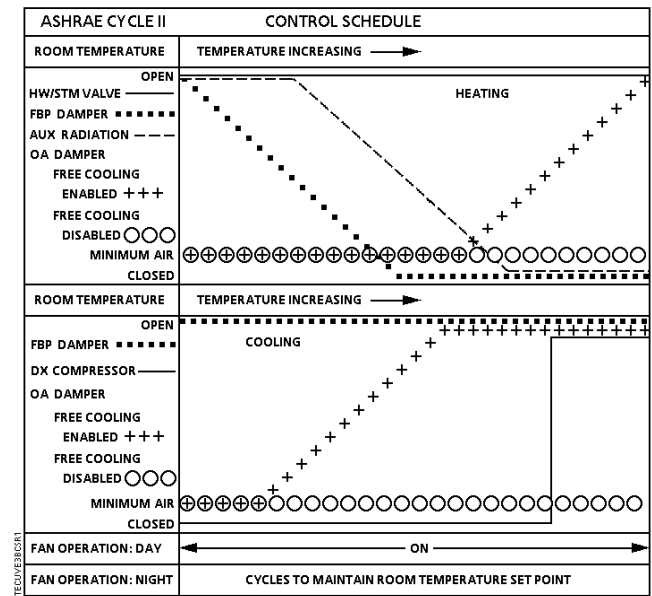 ASHRAE CYCLE II CONTROL SCHEDULE
ROOM TEMPERATURE TEMPERATURE INCREASING
OPEN
HW/STM VALVE
FBP DAMPER
AUX RADIATION
OA DAMPER
FREE COOLING
ENABLED
FREE COOLING
DISABLED
MINIMUM AIR
CLOSED
HEATING
ROOM TEMPERATURE TEMPERATURE INCREASING
OPEN
FBP DAMPER
DX COMPRESSOR
OA DAMPER
FREE COOLING
ENABLED
FREE COOLING
DISABLED
MINIMUM AIR
CLOSED
COOLING
FAN OPERATION: DAY ON
FAN OPERATION: NIGHT CYCLES TO MAINTAIN ROOM TEMPERATURE SET POINT
TECUVE3BCSR1